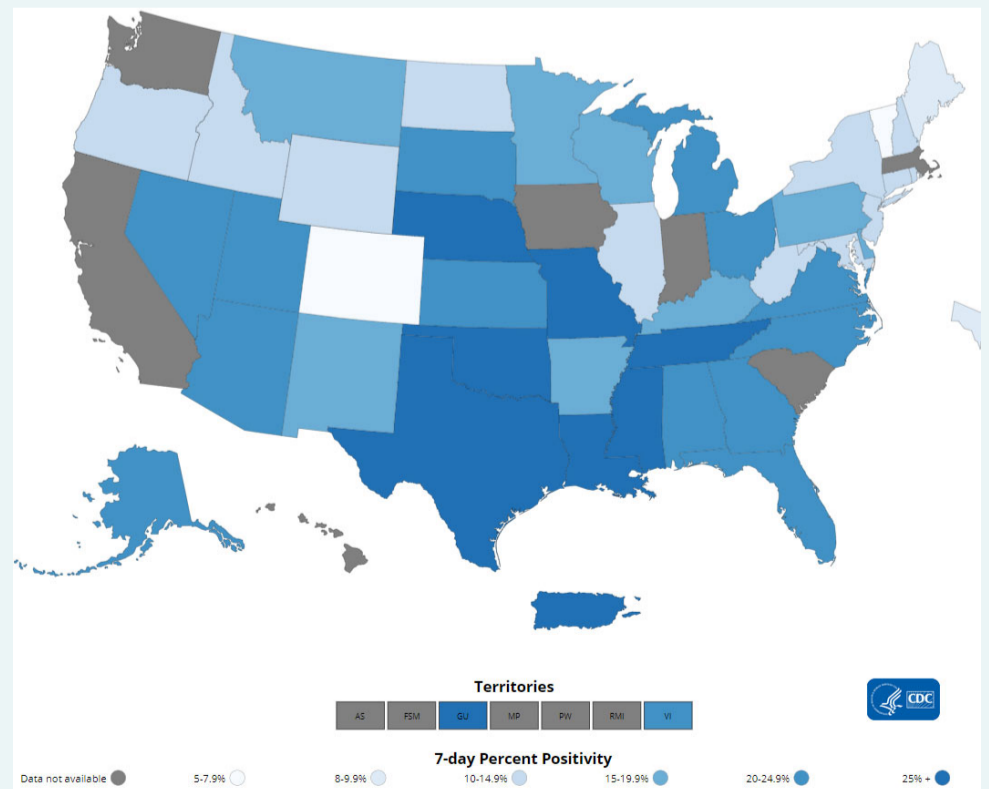 Territories
CDC
AS FSM GU MP PW RMI VI
7-day Percent Positivity
Data not available 5-7.9% 8-9.9% 10-14.9% 15-19.9% 20-24.9% 25% +